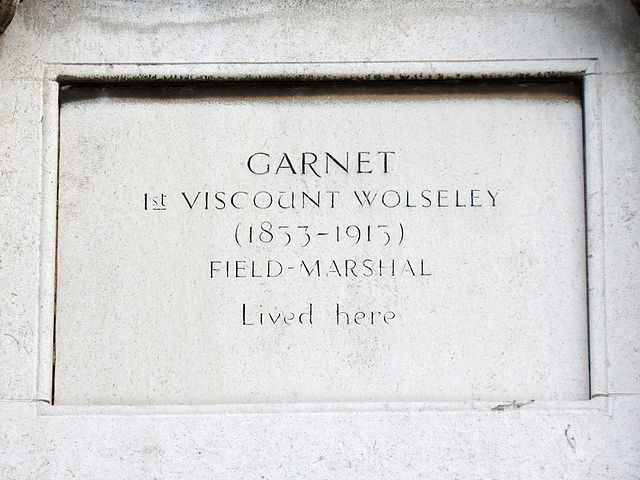 GARNET
1st VISCOUNT WOLSELEY
(1833-1913)
FIELD-MARSHAL
Lived here